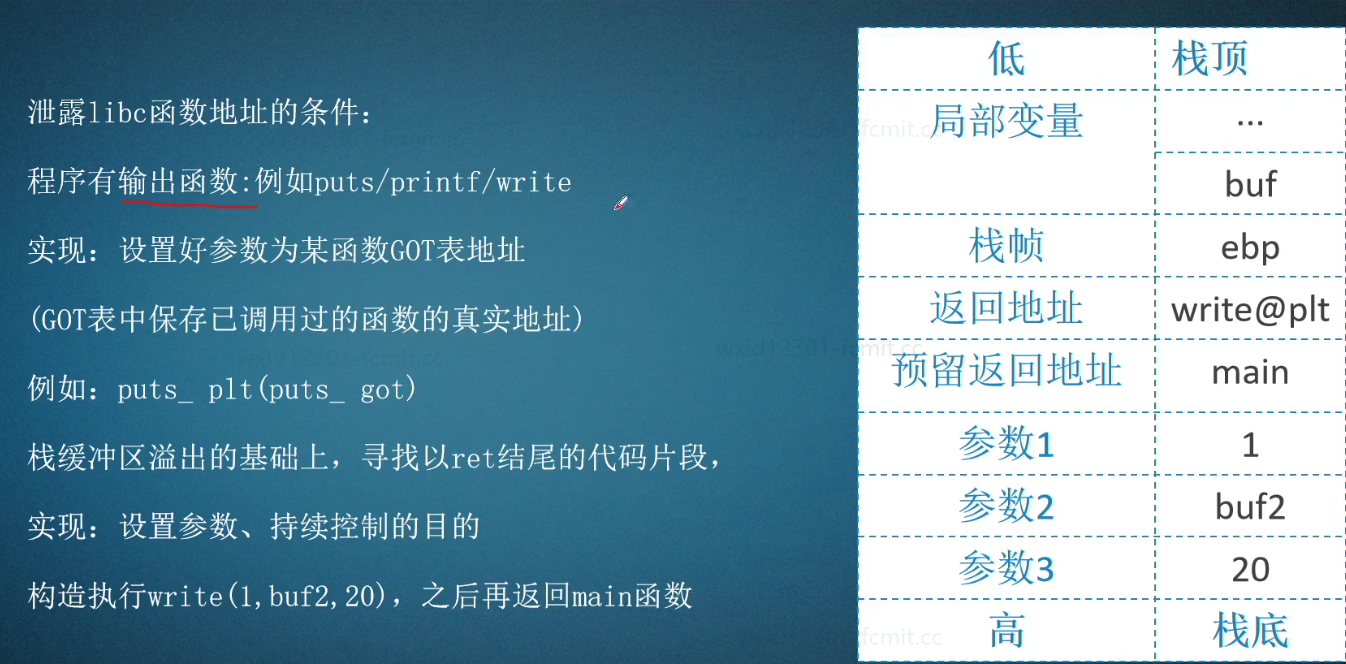 泄露libc函数地址的条件：
程序有输出函数:例如puts/printf/write
实现：设置好参数为某函数GOT表地址
(GOT表中保存已调用过的函数的真实地址)
例如：puts_ plt(puts_ got)
栈缓冲区溢出的基础上，寻找以ret结尾的代码片段，
实现：设置参数、持续控制的目的
构造执行write(1,buf2,20)，之后再返回main函数
低 栈顶
局部变量 ...
buf
栈帧 ebp
返回地址 write@plt
预留返回地址 main
参数1 1
参数2 buf2
参数3 20
高 栈底